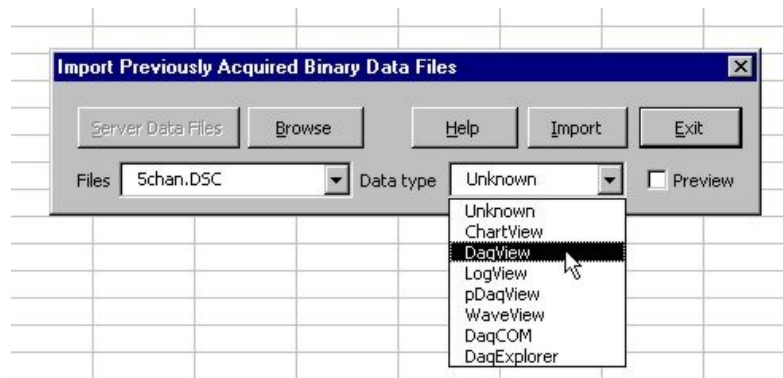 Import Previously Acquired Binary Data Files
Server Data Files Browse Help Import Exit
Files 5chan.DSC Data type Unknown Preview
Unknown
ChartView
DaqView
LogView
pDaqView
WaveView
DaqCOM
DaqExplorer